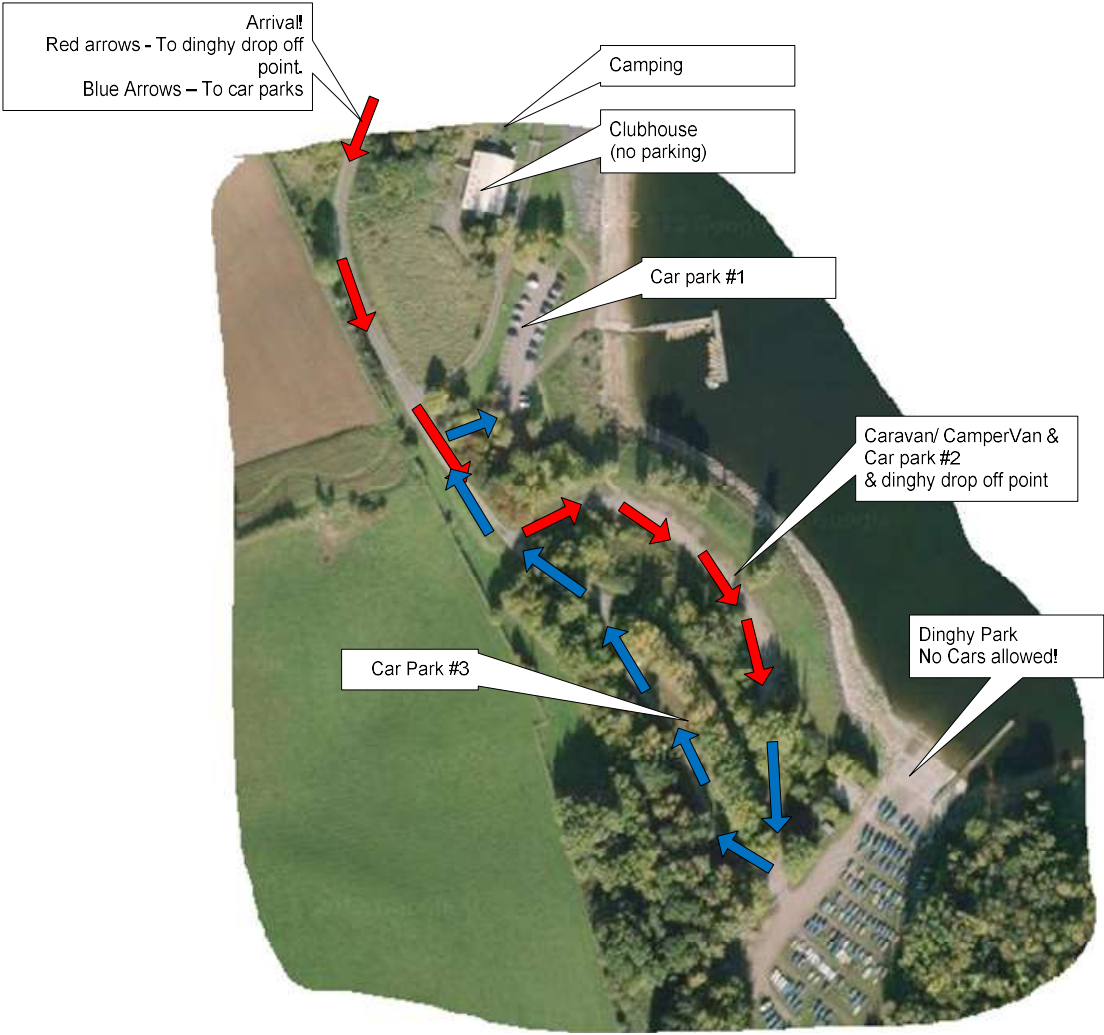 Arrival!
Red arrows - To dinghy drop off
point.
Blue Arrows – To car parks
Camping
Clubhouse
(no parking)
Car park #1
Caravan/ CamperVan &
Car park #2
& dinghy drop off point
Dinghy Park
No Cars allowed!
Car Park #3